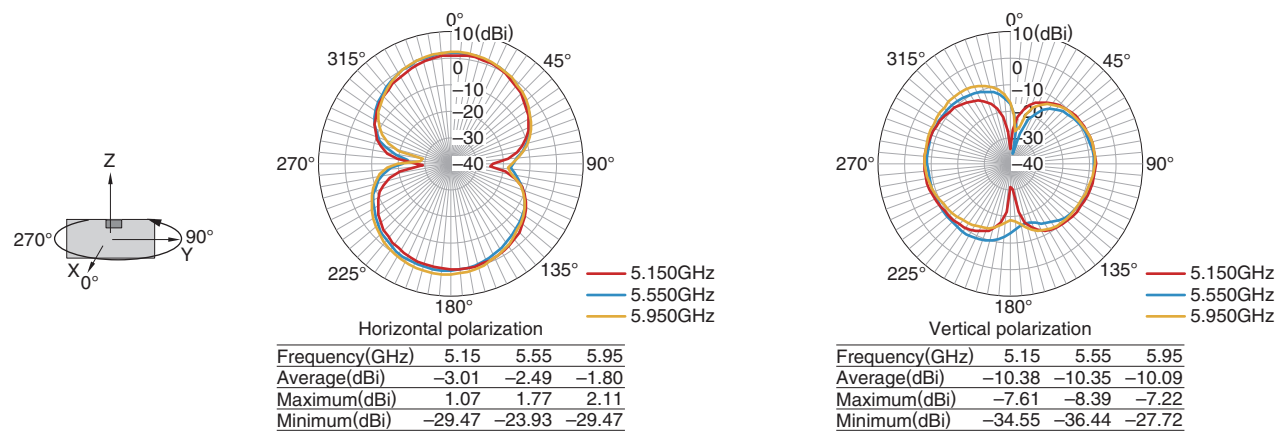 Z
270°
90°
Y
X
0°
0°
10(dBi)
315°
45°
0
−10
−20
−30
270°
−40
90°
225°
135°
180°
5.150GHz
5.550GHz
5.950GHz
Horizontal polarization
Frequency(GHz) 5.15 5.55 5.95
Average(dBi) −3.01 −2.49 −1.80
Maximum(dBi) 1.07 1.77 2.11
Minimum(dBi) −29.47 −23.93 −29.47
0°
10(dBi)
315°
45°
0
−10
−20
−30
270°
−40
90°
225°
135°
180°
5.150GHz
5.550GHz
5.950GHz
Vertical polarization
Frequency(GHz) 5.15 5.55 5.95
Average(dBi) −10.38 −10.35 −10.09
Maximum(dBi) −7.61 −8.39 −7.22
Minimum(dBi) −34.55 −36.44 −27.72